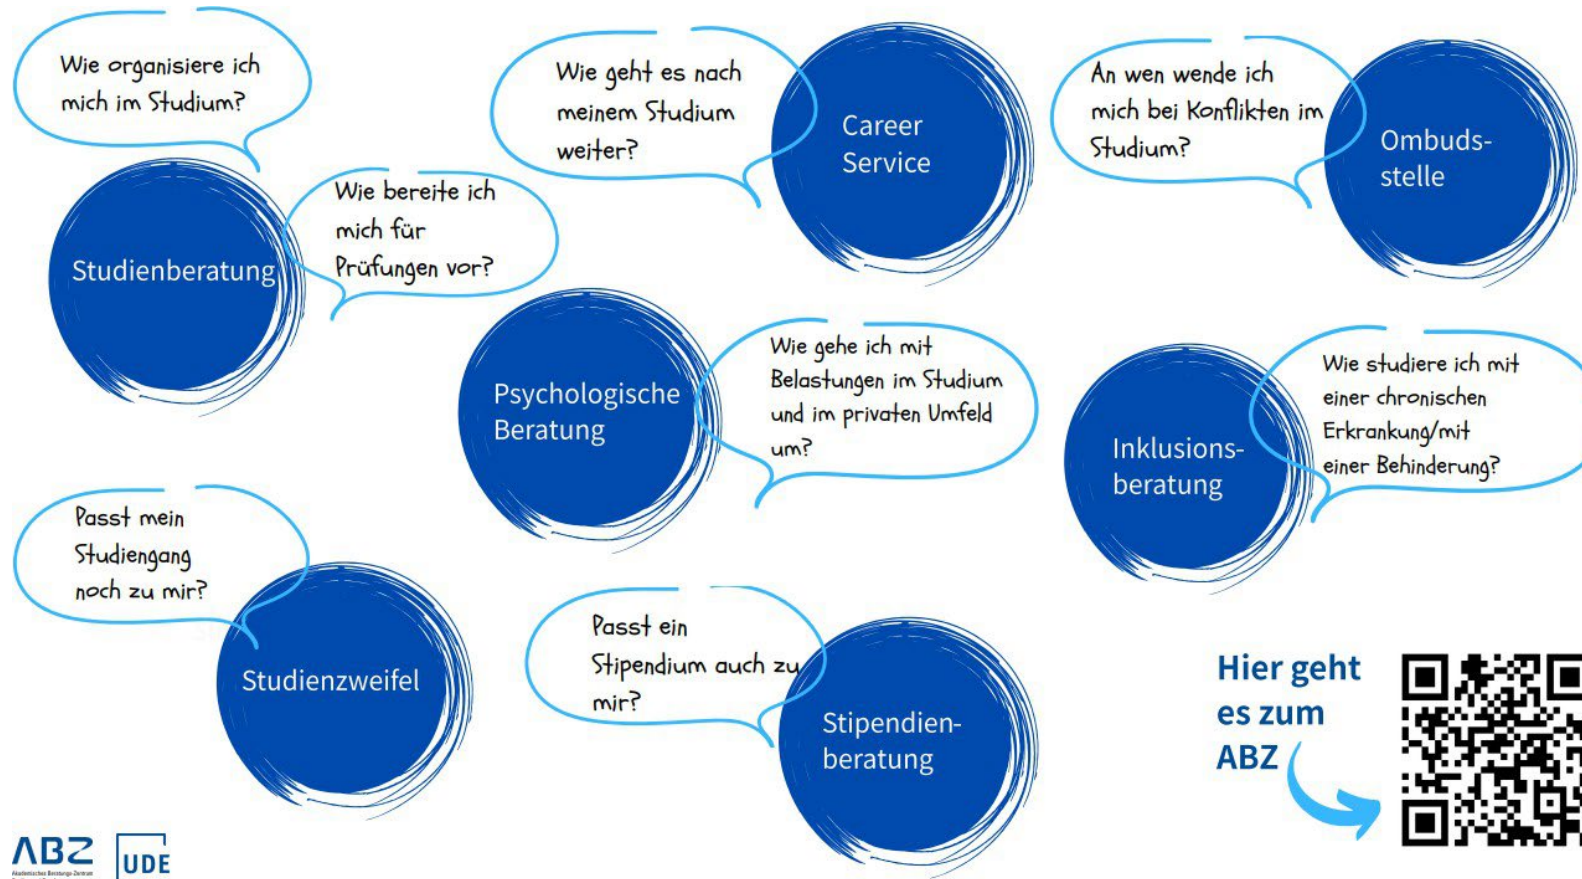 Wie organisiere ich
mich im Studium?
Studienberatung
Wie bereite ich
mich für
Prüfungen vor?
Wie geht es nach
meinem Studium
weiter?
Career
Service
An wen wende ich
mich bei Konflikten im
Studium?
Ombuds-
stelle
Psychologische
Beratung
Wie gehe ich mit
Belastungen im Studium
und im privaten Umfeld
um?
Inklusions-
beratung
Wie studiere ich mit
einer chronischen
Erkrankung/mit
einer Behinderung?
Passt mein
Studiengang
noch zu mir?
Studienzweifel
Passt ein
Stipendium auch zu
mir?
Stipendien-
beratung
Hier geht
es zum
ABZ
ABZ
Akademisches Beratungs-Zentrum
UDE